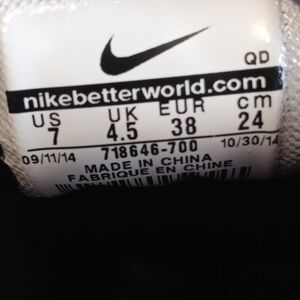 QD
nikebetterworld.com
US UK EUR cm
7 4.5 38 24
09/11/14 718646-700 10/30/14
MADE IN CHINA
FABRIQUE EN CHINE